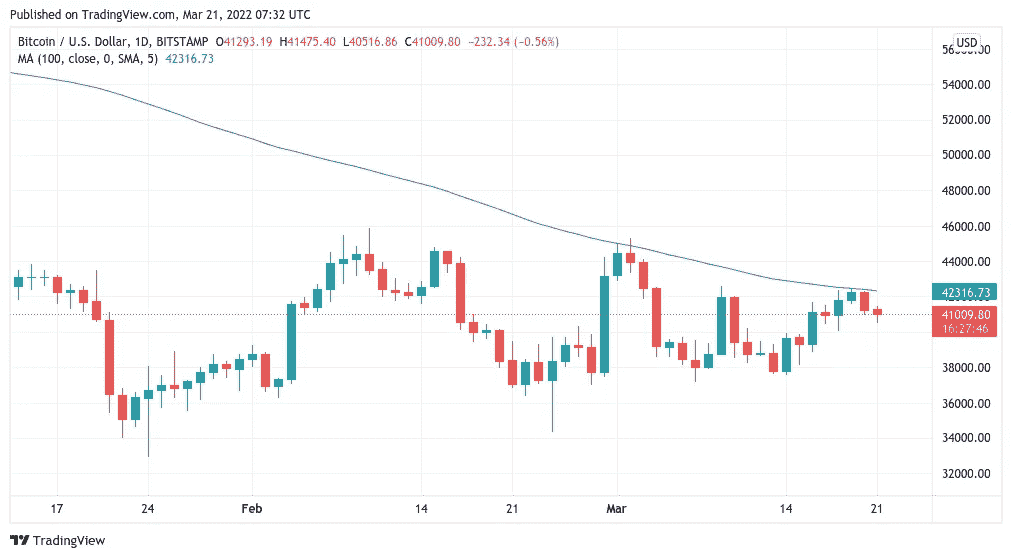 Published on TradingView.com, Mar 21, 2022 07:32 UTC
Bitcoin / U.S. Dollar, 1D, BITSTAMP O41293.19 H41475.40 L40516.86 C41009.80 −232.34 (−0.56%)
MA (100, close, 0, SMA, 5) 42316.73
USD
54000.00
52000.00
50000.00
48000.00
46000.00
44000.00
42316.73
41009.80
16:27:46
38000.00
36000.00
34000.00
32000.00
17 24 Feb 14 21 Mar 14 21
TradingView